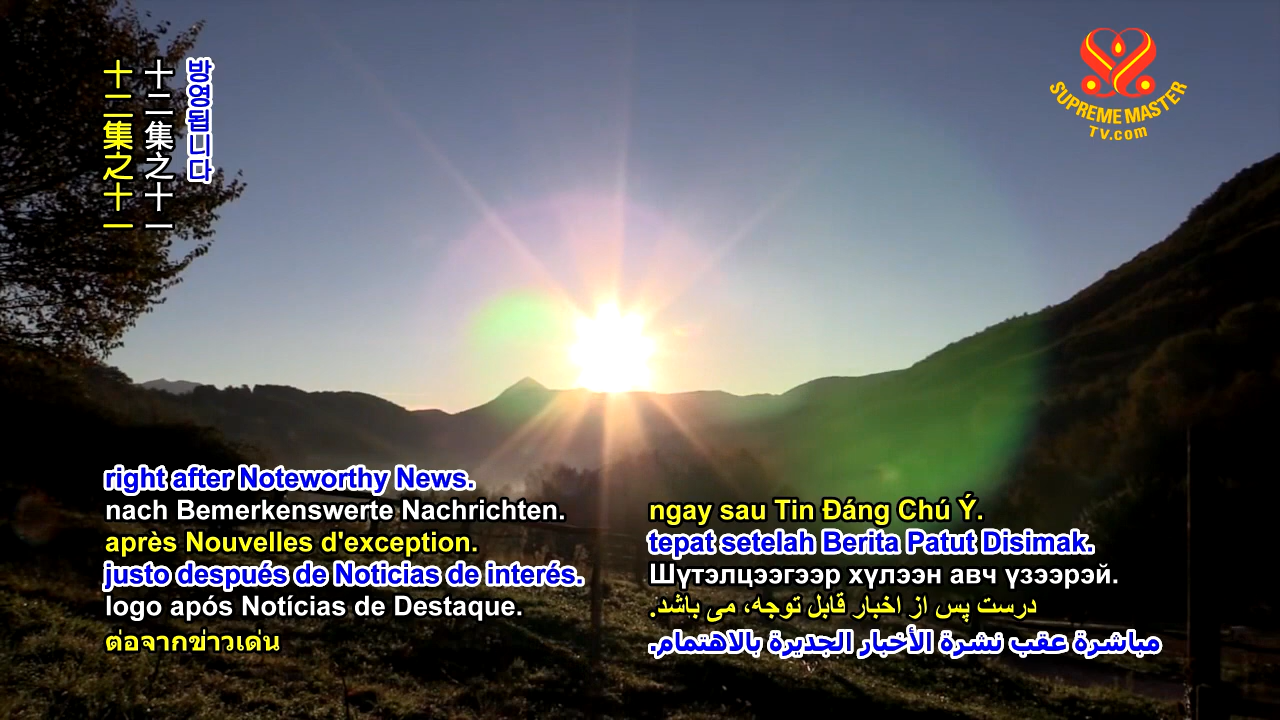 방영됩니다
十二集之十一
十二集之十一
SUPREME MASTER
TV.com
right after Noteworthy News.
nach Bemerkenswerte Nachrichten.
après Nouvelles d'exception.
justo después de Noticias de interés.
logo após Notícias de Destaque.
ต่อจากข่าวเด่น
ngay sau Tin Đáng Chú Ý.
tepat setelah Berita Patut Disimak.
Шүтэлцээгээр хүлээн авч үзээрэй.
درست پس از اخبار قابل توجه، می باشد.
مباشرة عقب نشرة الأخبار الجديرة بالاهتمام.